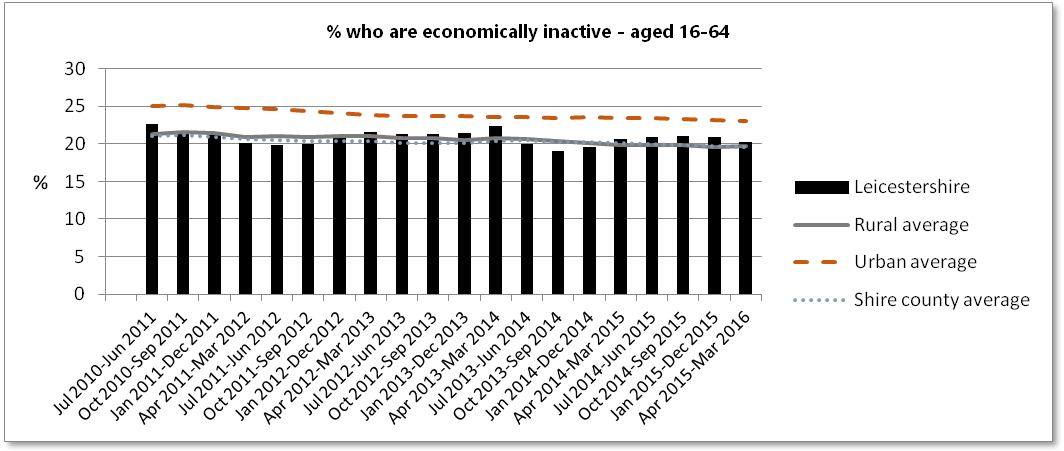 % who are economically inactive - aged 16-64
30
25
20
15
10
5
0
%
Jul 2010-Jun 2011
Oct 2010-Sep 2011
Jan 2011-Dec 2011
Apr 2011-Mar 2012
Jul 2011-Jun 2012
Oct 2011-Sep 2012
Jan 2012-Dec 2012
Apr 2012-Mar 2013
Jul 2012-Jun 2013
Oct 2012-Sep 2013
Jan 2013-Dec 2013
Apr 2013-Mar 2014
Jul 2013-Jun 2014
Oct 2013-Sep 2014
Jan 2014-Dec 2014
Apr 2014-Mar 2015
Jul 2014-Jun 2015
Oct 2014-Sep 2015
Jan 2015-Dec 2015
Apr 2015-Mar 2016
Leicestershire
Rural average
Urban average
Shire county average